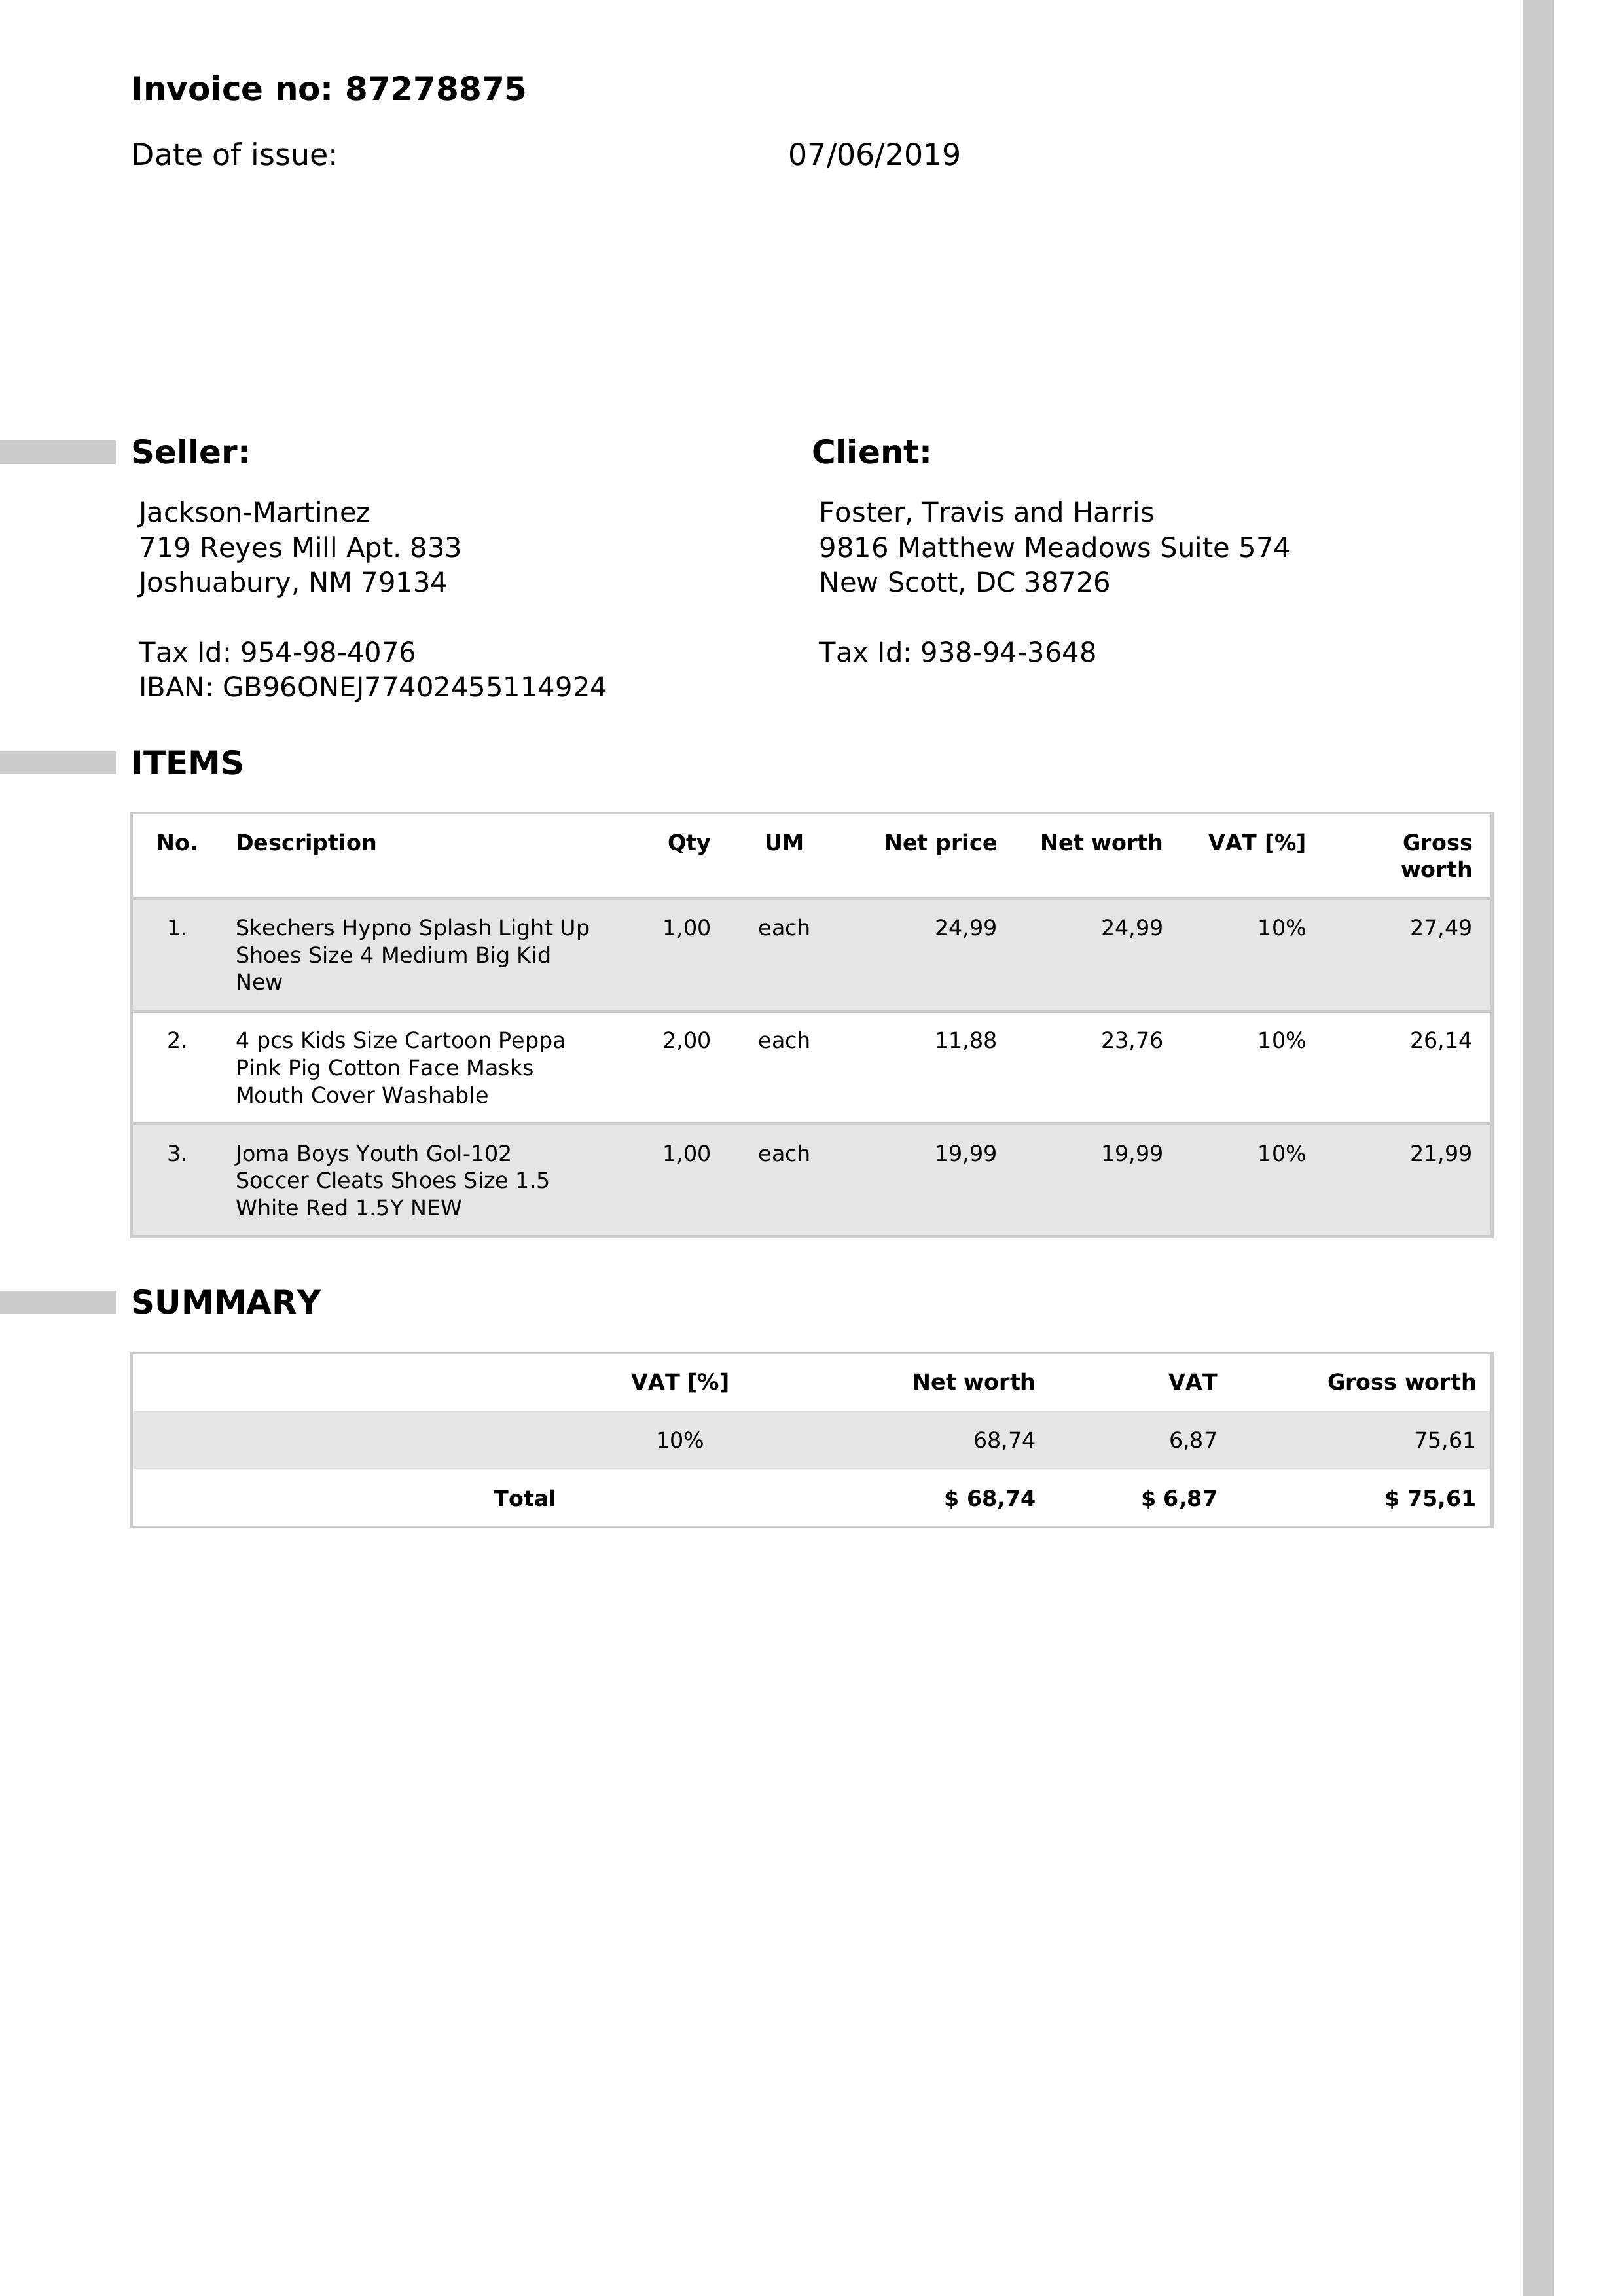 Invoice no: 87278875
Date of issue: 07/06/2019
Seller: Client:
Jackson-Martinez Foster, Travis and Harris
719 Reyes Mill Apt. 833 9816 Matthew Meadows Suite 574
Joshuabury, NM 79134 New Scott, DC 38726
Tax Id: 954-98-4076 Tax Id: 938-94-3648
IBAN: GB96ONEJ77402455114924
ITEMS
No. Description Qty UM Net price Net worth VAT [%] Gross
worth
1. Skechers Hypno Splash Light Up 1,00 each 24,99 24,99 10% 27,49
Shoes Size 4 Medium Big Kid
New
2. 4 pcs Kids Size Cartoon Peppa 2,00 each 11,88 23,76 10% 26,14
Pink Pig Cotton Face Masks
Mouth Cover Washable
3. Joma Boys Youth Gol-102 1,00 each 19,99 19,99 10% 21,99
Soccer Cleats Shoes Size 1.5
White Red 1.5Y NEW
SUMMARY
VAT [%] Net worth VAT Gross worth
10% 68,74 6,87 75,61
Total $ 68,74 $ 6,87 $ 75,61